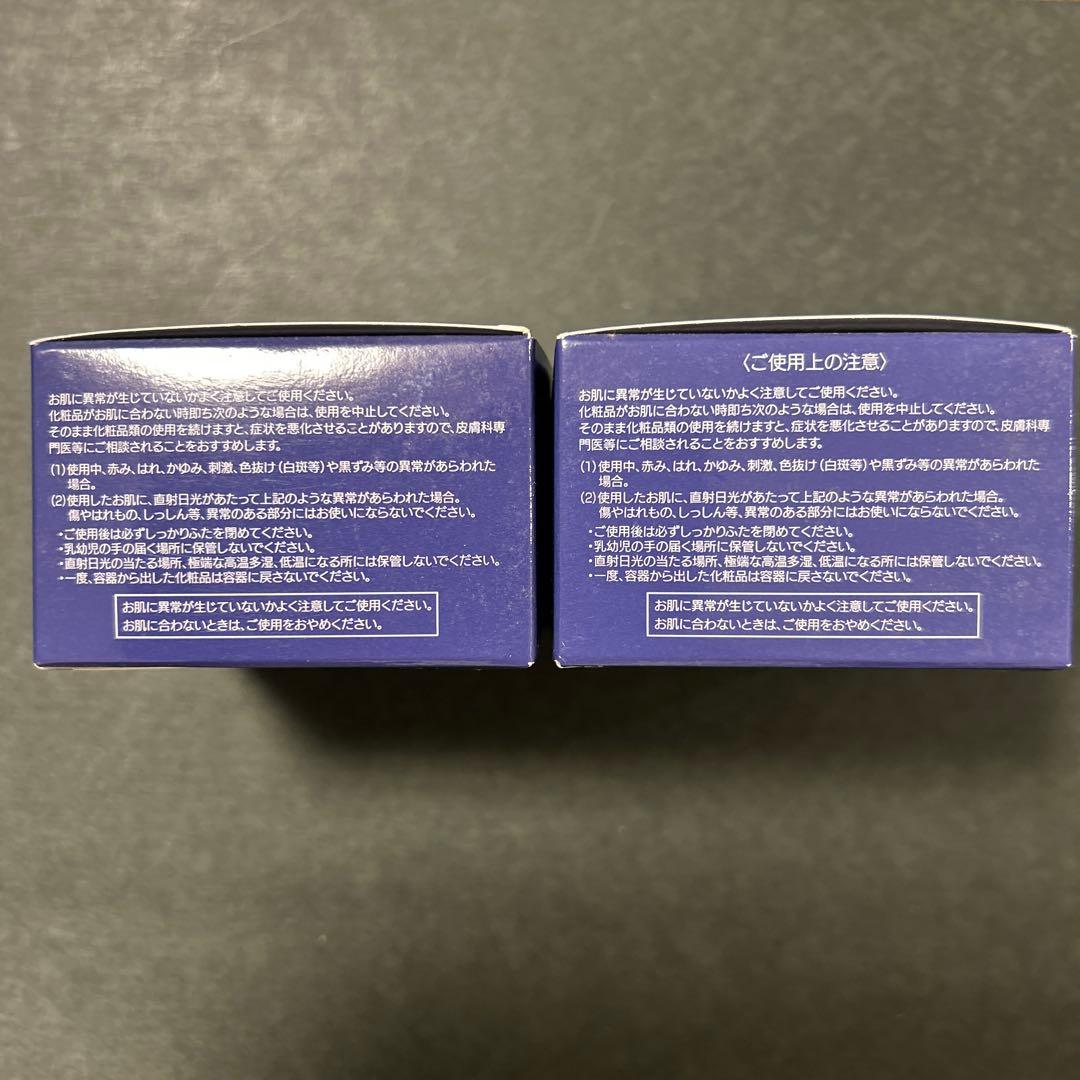 お肌に異常が生じていないかよく注意してご使用ください。
化粧品がお肌に合わない時即ち次のような場合は、使用を中止してください。
そのまま化粧品類の使用を続けますと、症状を悪化させることがありますので、皮膚科専
門医等にご相談されることをおすすめします。
(1)使用中、赤み、はれ、かゆみ、刺激、色抜け(白斑等)や黒ずみ等の異常があらわれた
場合。
(2)使用したお肌に、直射日光があたって上記のような異常があらわれた場合。
傷やはれもの、しっしん等、異常のある部分にはお使いにならないでください。
・ご使用後は必ずしっかりふたを閉めてください。
・乳幼児の手の届く場所に保管しないでください。
・直射日光の当たる場所、極端な高温多湿、低温になる所には保管しないでください。
・一度、容器から出した化粧品は容器に戻さないでください。
お肌に異常が生じていないかよく注意してご使用ください。
お肌に合わないときは、ご使用をおやめください。
〈ご使用上の注意〉
お肌に異常が生じていないかよく注意してご使用ください。
化粧品がお肌に合わない時即ち次のような場合は、使用を中止してください。
そのまま化粧品類の使用を続けますと、症状を悪化させることがありますので、皮膚科専
門医等にご相談されることをおすすめします。
(1)使用中、赤み、はれ、かゆみ、刺激、色抜け(白斑等)や黒ずみ等の異常があらわれた
場合。
(2)使用したお肌に、直射日光があたって上記のような異常があらわれた場合。
傷やはれもの、しっしん等、異常のある部分にはお使いにならないでください。
・ご使用後は必ずしっかりふたを閉めてください。
・乳幼児の手の届く場所に保管しないでください。
・直射日光の当たる場所、極端な高温多湿、低温になる所には保管しないでください。
・一度、容器から出した化粧品は容器に戻さないでください。
お肌に異常が生じていないかよく注意してご使用ください。
お肌に合わないときは、ご使用をおやめください。